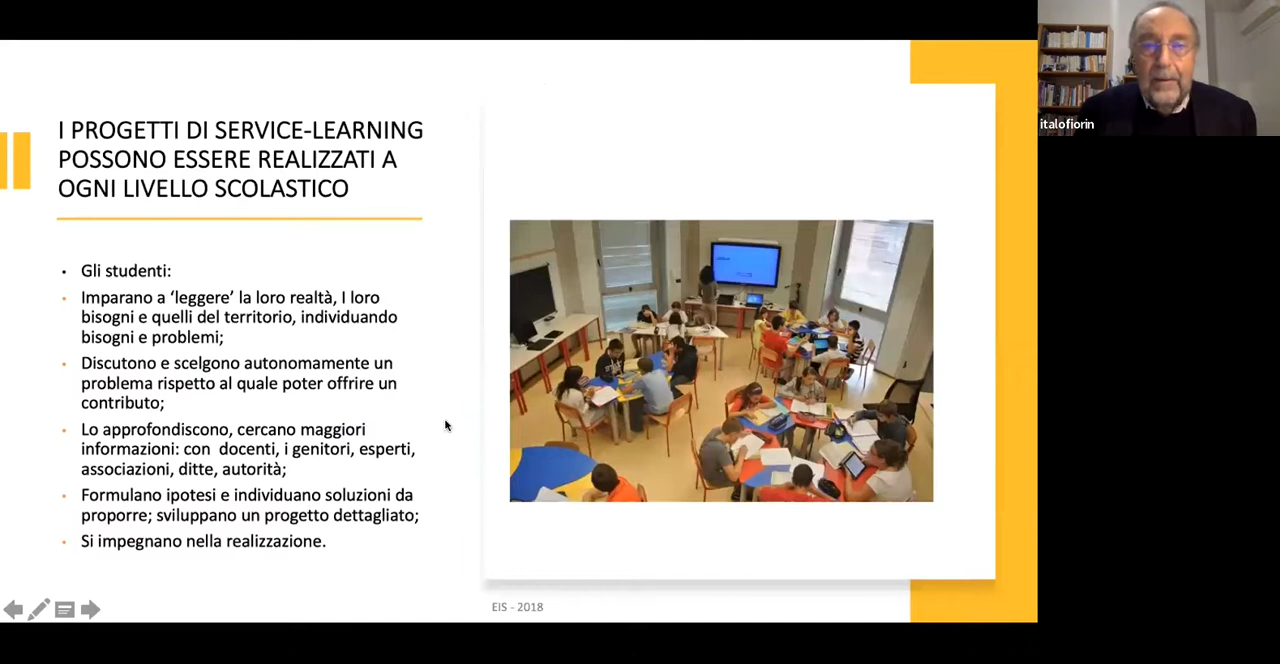 I PROGETTI DI SERVICE-LEARNING
POSSONO ESSERE REALIZZATI A
OGNI LIVELLO SCOLASTICO
• Gli studenti:
• Imparano a ‘leggere’ la loro realtà, I loro
bisogni e quelli del territorio, individuando
bisogni e problemi;
• Discutono e scelgono autonomamente un
problema rispetto al quale poter offrire un
contributo;
• Lo approfondiscono, cercano maggiori
informazioni: con docenti, i genitori, esperti,
associazioni, ditte, autorità;
• Formulano ipotesi e individuano soluzioni da
proporre; sviluppano un progetto dettagliato;
• Si impegnano nella realizzazione.
EIS - 2018
italofiorin